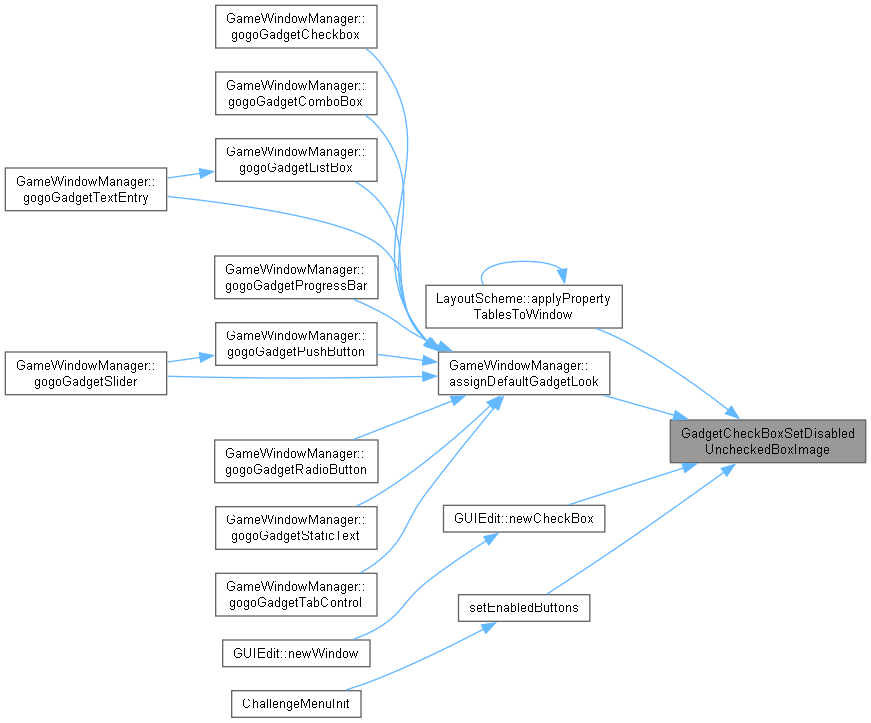 GameWindowManager::
gogoGadgetCheckbox
GameWindowManager::
gogoGadgetComboBox
GameWindowManager::
gogoGadgetListBox
GameWindowManager::
gogoGadgetTextEntry
GameWindowManager::
gogoGadgetProgressBar
LayoutScheme::applyProperty
TablesToWindow
GameWindowManager::
gogoGadgetPushButton
GameWindowManager::
gogoGadgetSlider
GameWindowManager::
assignDefaultGadgetLook
GadgetCheckBoxSetDisabled
UncheckedBoxImage
GameWindowManager::
gogoGadgetRadioButton
GameWindowManager::
gogoGadgetStaticText
GUIEdit::newCheckBox
GameWindowManager::
gogoGadgetTabControl
setEnabledButtons
GUIEdit::newWindow
ChallengeMenuInit